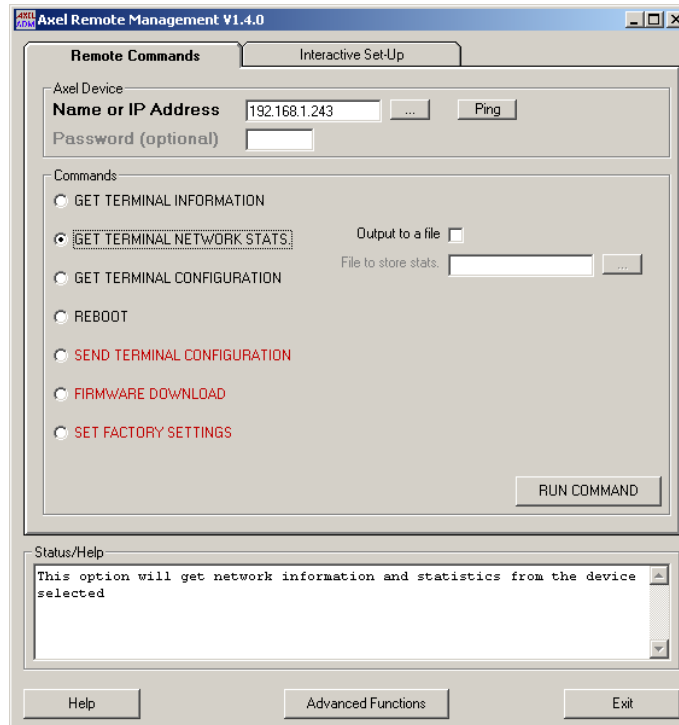 AXEL ADM Axel Remote Management V1.4.0
Remote Commands Interactive Set-Up
Axel Device
Name or IP Address 192.168.1.243 ... Ping
Password (optional)
Commands
GET TERMINAL INFORMATION
GET TERMINAL NETWORK STATS. Output to a file
File to store stats. ...
GET TERMINAL CONFIGURATION
REBOOT
SEND TERMINAL CONFIGURATION
FIRMWARE DOWNLOAD
SET FACTORY SETTINGS
RUN COMMAND
Status/Help
This option will get network information and statistics from the device
selected
Help Advanced Functions Exit